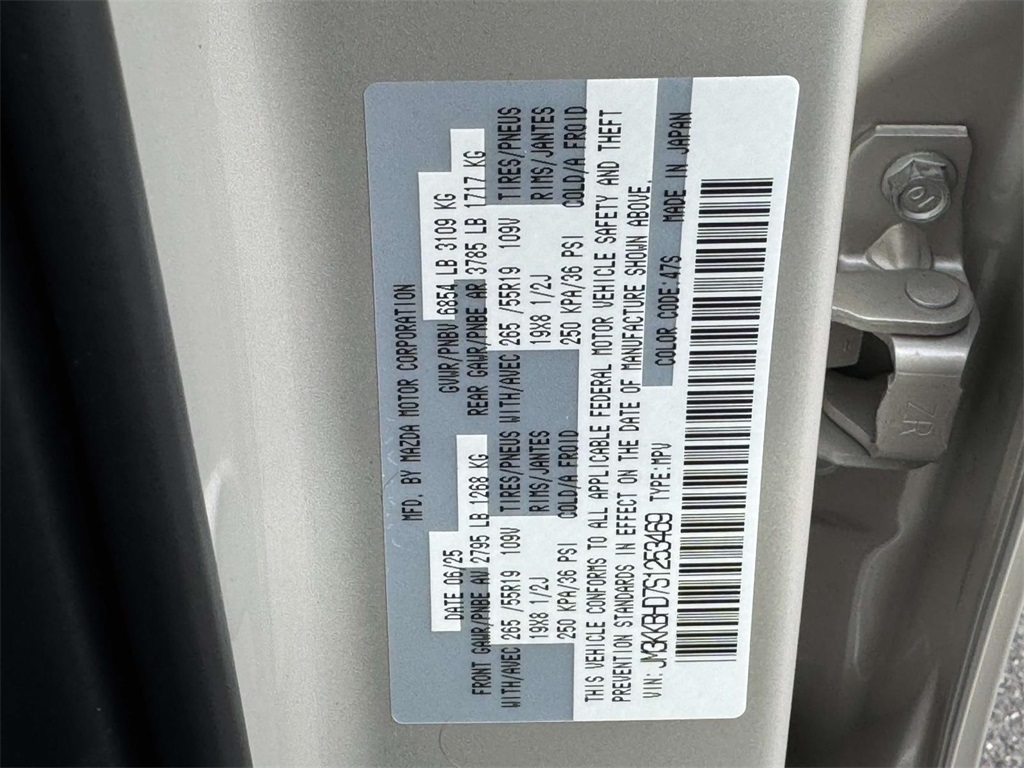 MFD. BY MAZDA MOTOR CORPORATION
DATE :06/25 GVWR/PNBV 6854 LB 3109 KG
FRONT GAWR/PNBE AV 2795 LB 1268 KG REAR GAWR/PNBE AR 3785 LB 1717 KG
WITH/AVEC 265 /55R19 109V TIRES/PNEUS WITH/AVEC 265 /55R19 109V TIRES/PNEUS
19X8 1/2J RIMS/JANTES 19X8 1/2J RIMS/JANTES
250 KPA/36 PSI COLD/A FROID 250 KPA/36 PSI COLD/A FROID
THIS VEHICLE CONFORMS TO ALL APPLICABLE FEDERAL MOTOR VEHICLE SAFETY AND THEFT
PREVENTION STANDARDS IN EFFECT ON THE DATE OF MANUFACTURE SHOWN ABOVE.
VIN: JM3KKBHD7S1253469 TYPE:MPV COLOR CODE:47S MADE IN JAPAN
ZR